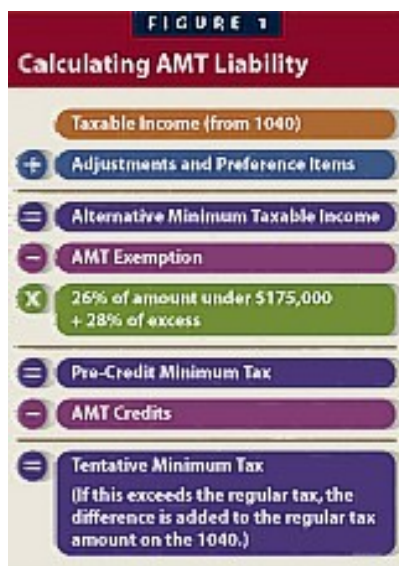 FIGURE 1
Calculating AMT Liability
Taxable Income (from 1040)
+ Adjustments and Preference Items
= Alternative Minimum Taxable Income
− AMT Exemption
X 26% of amount under $175,000
+ 28% of excess
= Pre-Credit Minimum Tax
− AMT Credits
= Tentative Minimum Tax
(If this exceeds the regular tax, the
difference is added to the regular tax
amount on the 1040.)